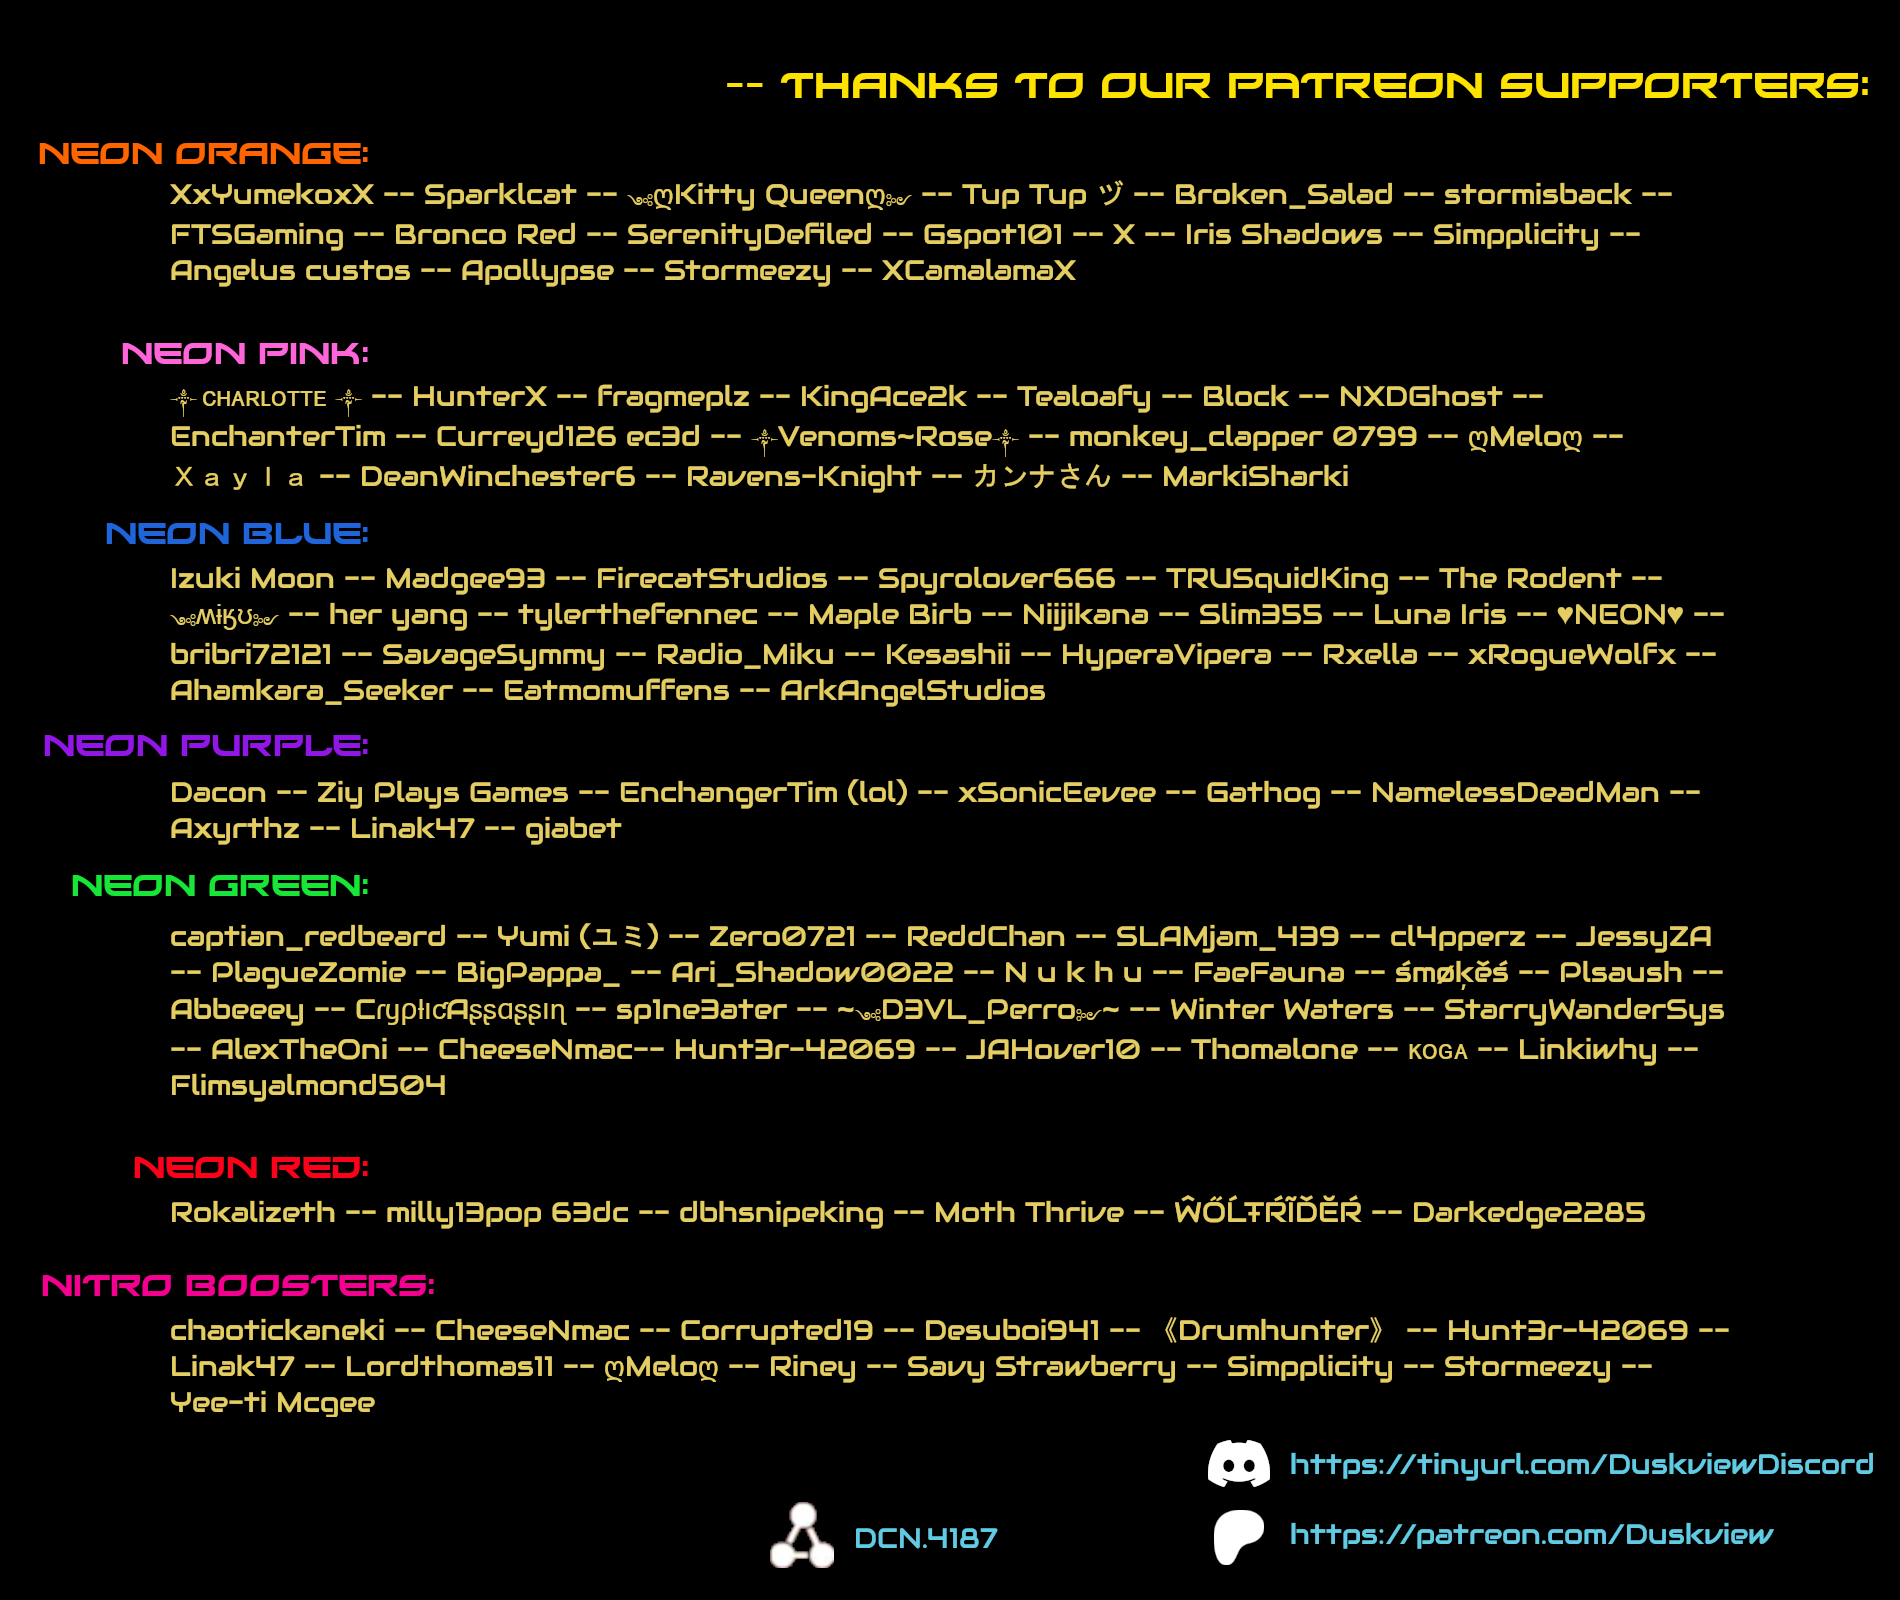 -- THANKS TO OUR PATREON SUPPORTERS:
NEON ORANGE:
XxYumekoxX -- Sparklcat -- ༺ღKitty Queenღ༻ -- Tup Tup ヅ -- Broken_Salad -- stormisback --
FTSGaming -- Bronco Red -- SerenityDefiled -- Gspot101 -- X -- Iris Shadows -- Simpplicity --
Angelus custos -- Apollypse -- Stormeezy -- XCamalamaX
NEON PINK:
༒ ᴄʜᴀʀʟᴏᴛᴛᴇ ༒ -- HunterX -- fragmeplz -- KingAce2k -- Tealoafy -- Block -- NXDGhost --
EnchanterTim -- Curreyd126 ec3d -- ༒Venoms~Rose༒ -- monkey_clapper 0799 -- ღMeloღ --
Ｘａｙｌａ -- DeanWinchester6 -- Ravens-Knight -- カンナさん -- MarkiSharki
NEON BLUE:
Izuki Moon -- Madgee93 -- FirecatStudios -- Spyrolover666 -- TRUSquidKing -- The Rodent --
༺ʍɨӄʊ༻ -- her yang -- tylerthefennec -- Maple Birb -- Niijikana -- Slim355 -- Luna Iris -- ♥NEON♥ --
bribri72121 -- SavageSymmy -- Radio_Miku -- Kesashii -- HyperaVipera -- Rxella -- xRogueWolfx --
Ahamkara_Seeker -- Eatmomuffens -- ArkAngelStudios
NEON PURPLE:
Dacon -- Ziy Plays Games -- EnchangerTim (lol) -- xSonicEevee -- Gathog -- NamelessDeadMan --
Axyrthz -- Linak47 -- giabet
NEON GREEN:
captian_redbeard -- Yumi (ユミ) -- Zero0721 -- ReddChan -- SLAMjam_439 -- cl4pperz -- JessyZA
-- PlagueZomie -- BigPappa_ -- Ari_Shadow0022 -- N u k h u -- FaeFauna -- śmøķěś -- Plsaush --
Abbeeey -- Cɾყρƚιƈ​Aʂʂαʂʂιɳ -- sp1ne3ater -- ~༺D3VL_Perro༻~ -- Winter Waters -- StarryWanderSys
-- AlexTheOni -- CheeseNmac-- Hunt3r-42069 -- JAHover10 -- Thomalone -- ᴋᴏɢᴀ -- Linkiwhy --
Flimsyalmond504
NEON RED:
Rokalizeth -- milly13pop 63dc -- dbhsnipeking -- Moth Thrive -- ŴŐĹŦŔĨĎĔŔ -- Darkedge2285
NITRO BOOSTERS:
chaotickaneki -- CheeseNmac -- Corrupted19 -- Desuboi941 -- 《Drumhunter》 -- Hunt3r-42069 --
Linak47 -- Lordthomas11 -- ღMeloღ -- Riney -- Savy Strawberry -- Simpplicity -- Stormeezy --
Yee-ti Mcgee
https://tinyurl.com/DuskviewDiscord
DCN.4187
https://patreon.com/Duskview